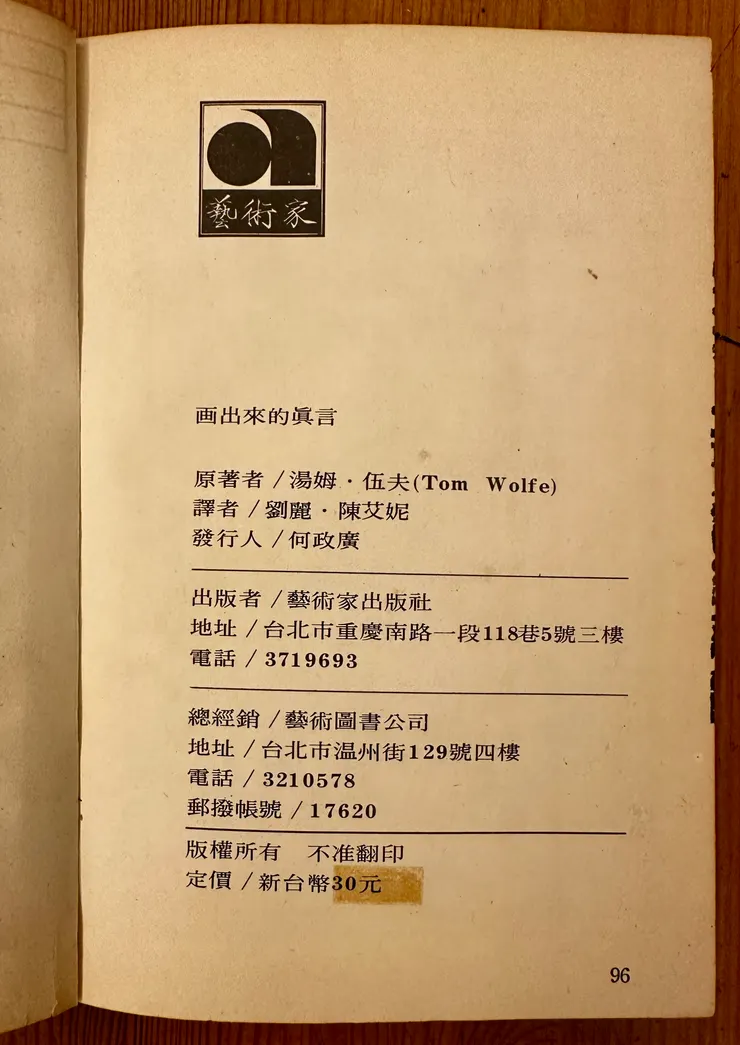 藝術家
画出來的眞言
原著者/湯姆·伍夫(Tom Wolfe)
譯者/劉麗·陳艾妮
發行人/何政廣
出版者/藝術家出版社
地址/台北市重慶南路一段118巷5號三樓
電話/3719693
總經銷/藝術圖書公司
地址/台北市温州街129號四樓
電話/3210578
郵撥帳號/17620
版權所有 不准翻印
定價/新台幣30元
96